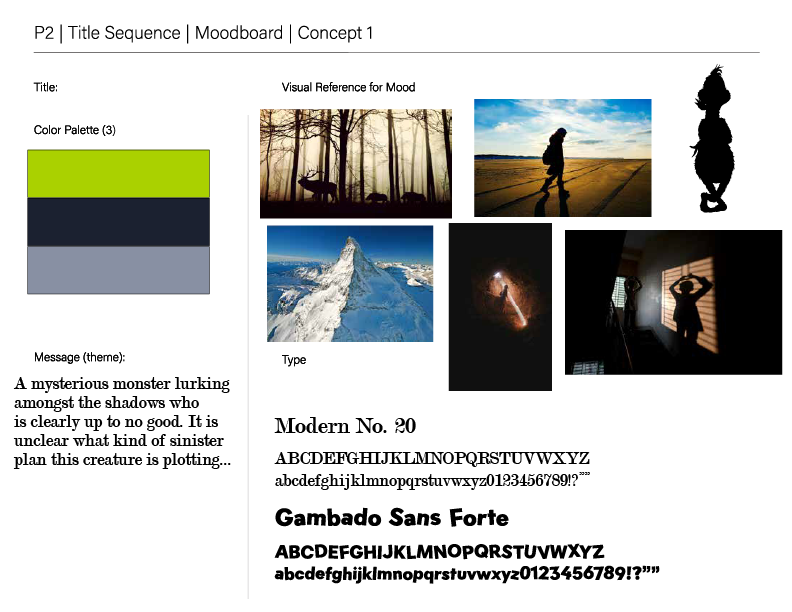 P2 | Title Sequence | Moodboard | Concept 1
Title:
Color Palette (3)
Message (theme):
A mysterious monster lurking
amongst the shadows who
is clearly up to no good. It is
unclear what kind of sinister
plan this creature is plotting...
Visual Reference for Mood
Type
Modern No. 20
ABCDEFGHIJKLMNOPQRSTUVWXYZ
abcdefghijklmnopqrstuvwxyz0123456789!?””
Gambado Sans Forte
ABCDEFGHIJKLMNOPQRSTUVWXYZ
abcdefghijklmnopqrstuvwxyz0123456789!?””